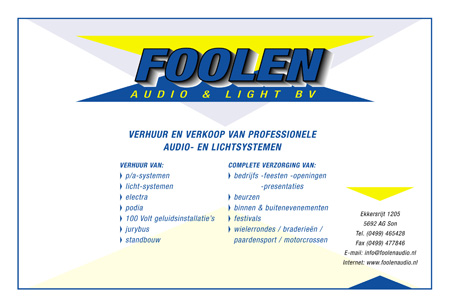 FOOLEN
AUDIO & LIGHT BV
VERHUUR EN VERKOOP VAN PROFESSIONELE
AUDIO- EN LICHTSYSTEMEN
VERHUUR VAN:
p/a-systemen
licht-systemen
electra
podia
100 Volt geluidsinstallatie's
jurybus
standbouw
COMPLETE VERZORGING VAN:
bedrijfs -feesten -openingen
-presentaties
beurzen
binnen & buitenevenementen
festivals
wielerrondes / braderieën /
paardensport / motorcrossen
Ekkersrijt 1205
5692 AG Son
Tel. (0499) 465428
Fax (0499) 477846
E-mail: info@foolenaudio.nl
Internet: www.foolenaudio.nl